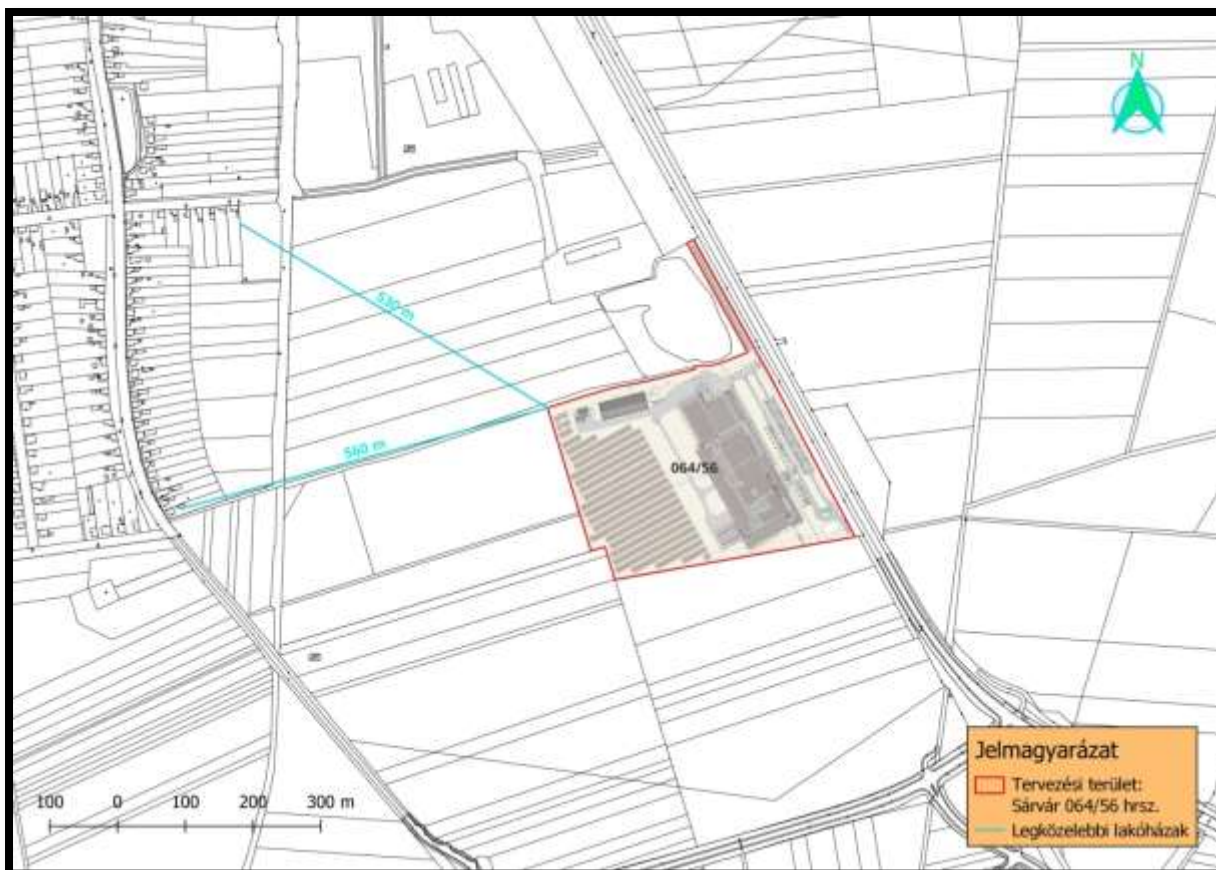 N
530 m
560 m
064/56
100 0 100 200 300 m
Jelmagyarázat
Tervezési terület:
Sárvár 064/56 hrsz.
Legközelebbi lakóházak